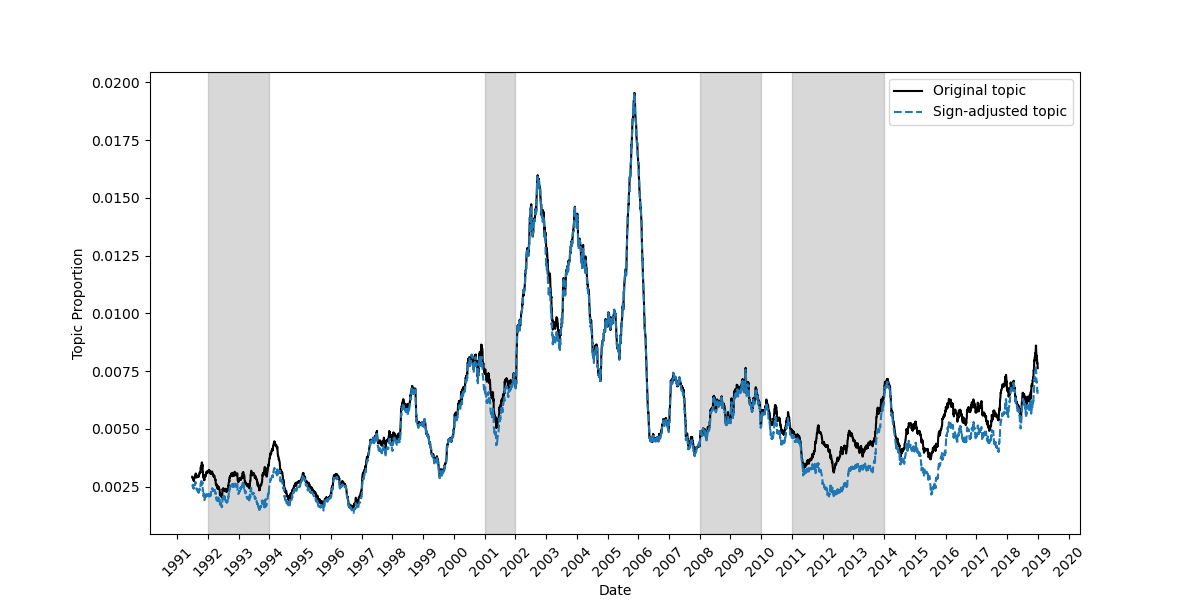 0.0200
0.0175
0.0150
0.0125
0.0100
0.0075
0.0050
0.0025
Topic Proportion
Original topic
Sign-adjusted topic
1991 1992 1993 1994 1995 1996 1997 1998 1999 2000 2001 2002 2003 2004 2005 2006 2007 2008 2009 2010 2011 2012 2013 2014 2015 2016 2017 2018 2019 2020
Date